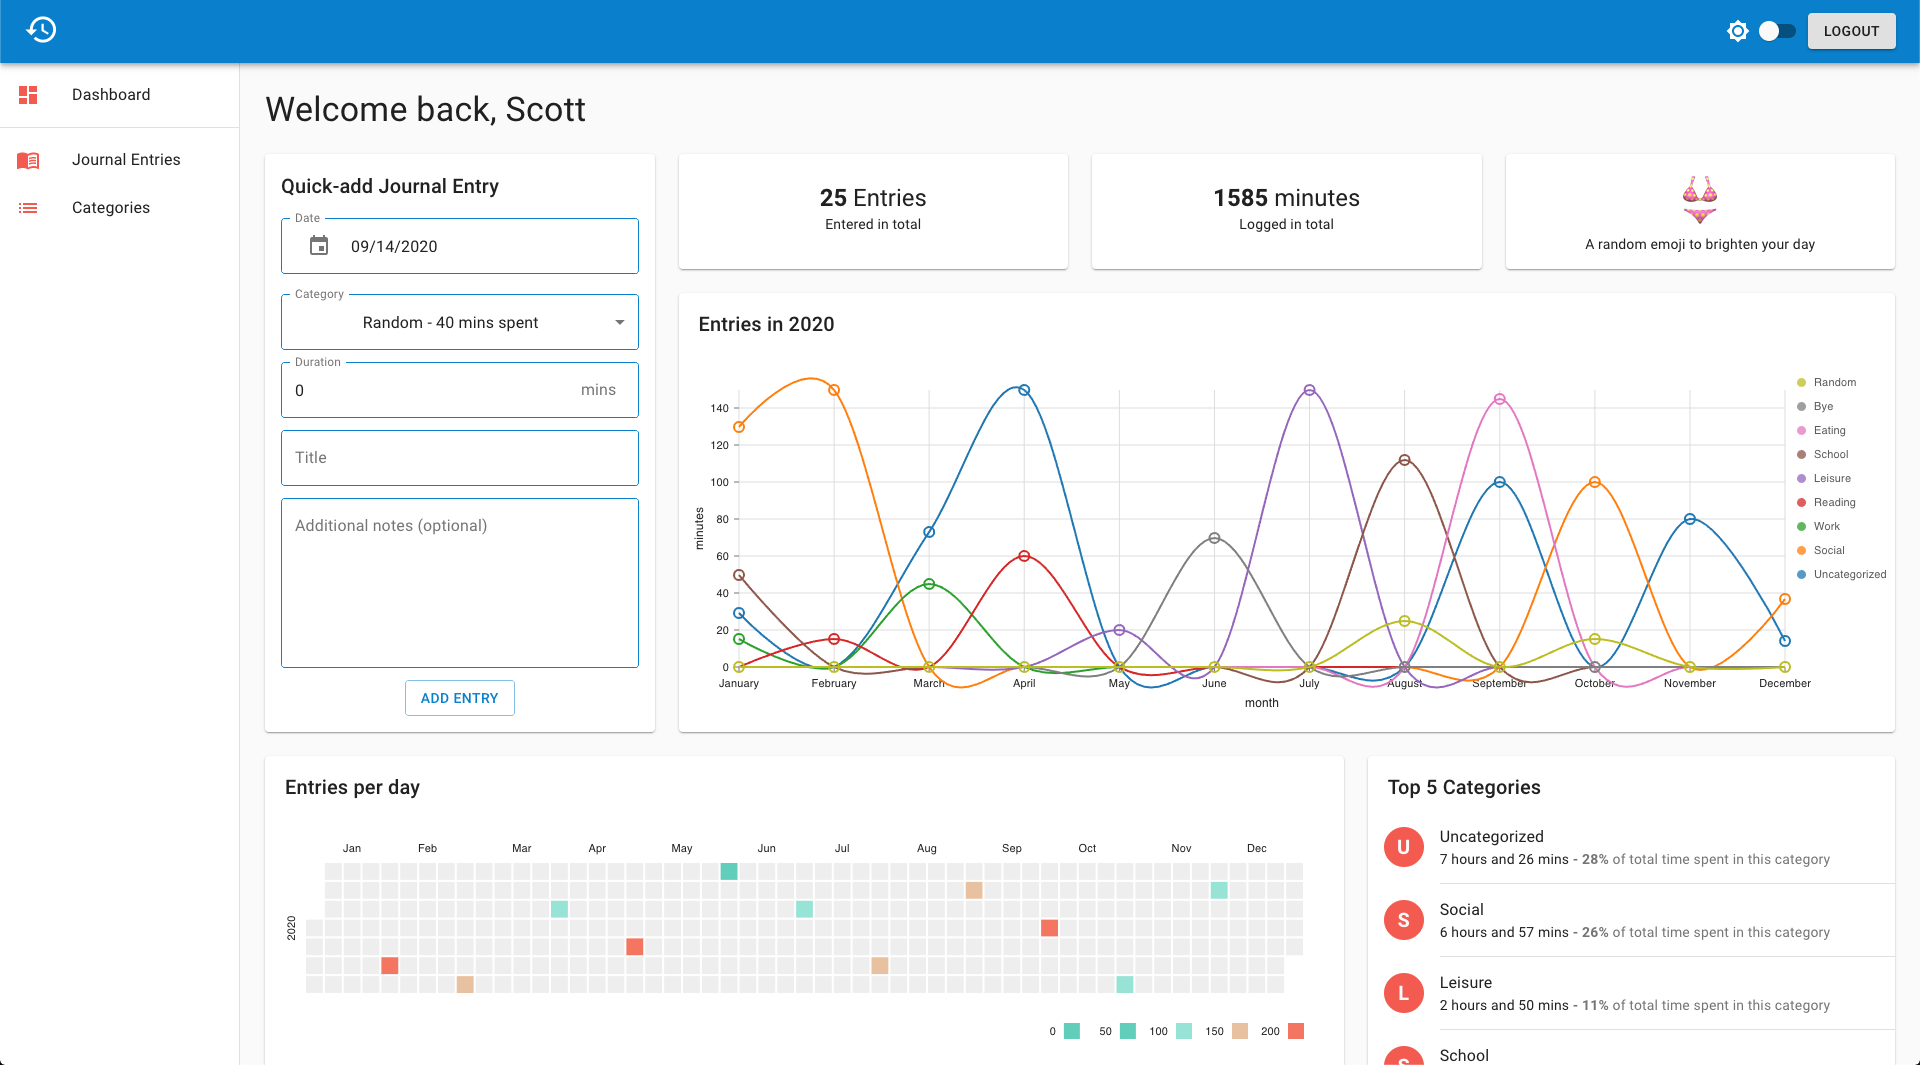 LOGOUT
Dashboard
Journal Entries
Categories
Welcome back, Scott
Quick-add Journal Entry
Date
09/14/2020
Category
Random - 40 mins spent
Duration
0 mins
Title
Additional notes (optional)
ADD ENTRY
25 Entries
Entered in total
1585 minutes
Logged in total
A random emoji to brighten your day
Entries in 2020
minutes
140
120
100
80
60
40
20
0
January February March April May June July August September October November December
month
Random
Bye
Eating
School
Leisure
Reading
Work
Social
Uncategorized
Entries per day
Jan Feb Mar Apr May Jun Jul Aug Sep Oct Nov Dec
2020
0 50 100 150 200
Top 5 Categories
U
Uncategorized
7 hours and 26 mins - 28% of total time spent in this category
S
Social
6 hours and 57 mins - 26% of total time spent in this category
L
Leisure
2 hours and 50 mins - 11% of total time spent in this category
S
School